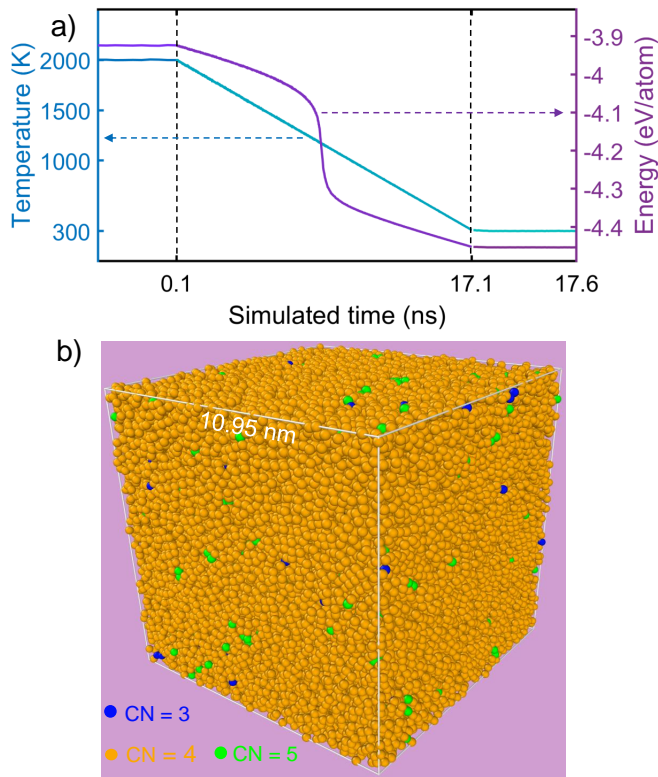 a)
Temperature (K)
2000
1500
1000
300
-3.9
-4
-4.1
-4.2
-4.3
-4.4
Energy (eV/atom)
0.1
17.1
17.6
Simulated time (ns)
b)
10.95 nm
CN = 3
CN = 4
CN = 5